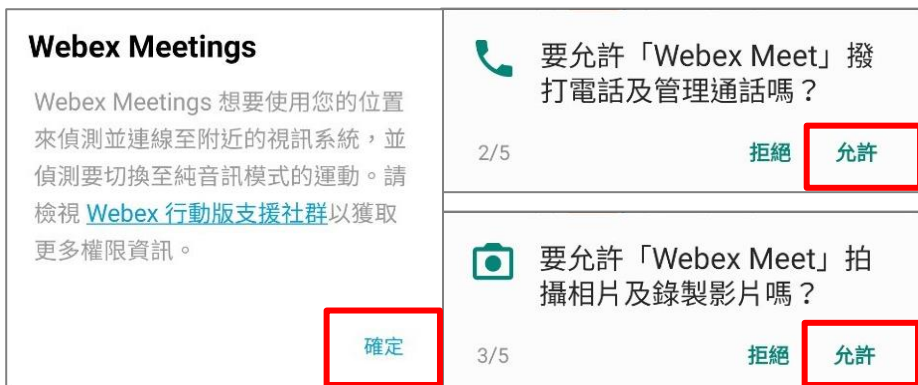 Webex Meetings
Webex Meetings 想要使用您的位置
來偵測並連線至附近的視訊系統，並
偵測要切換至純音訊模式的運動。請
檢視 Webex 行動版支援社群以獲取
更多權限資訊。
確定
要允許「Webex Meet」撥
打電話及管理通話嗎？
2/5 拒絕 允許
要允許「Webex Meet」拍
攝相片及錄製影片嗎？
3/5 拒絕 允許